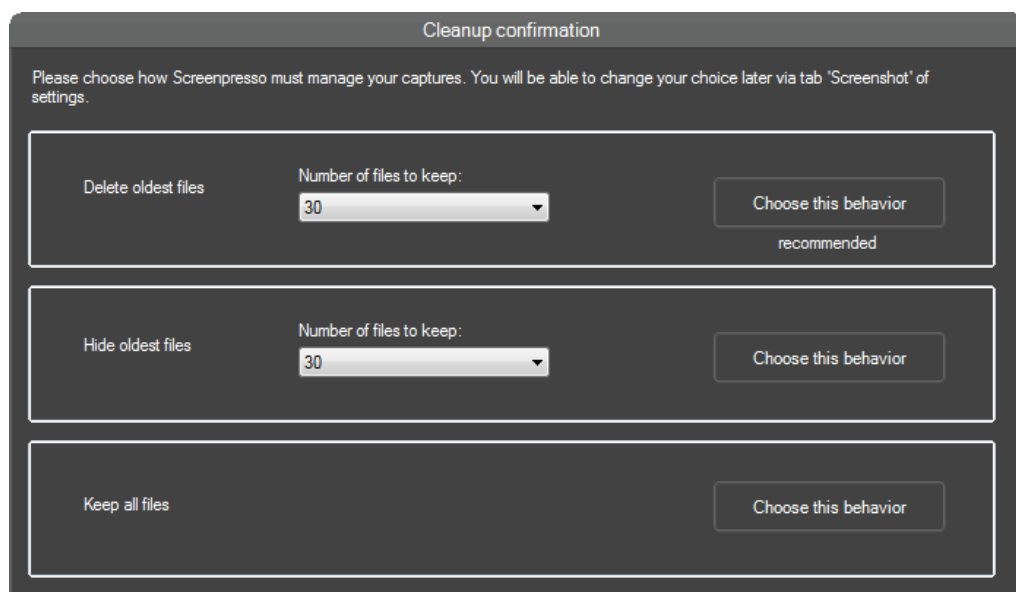 Cleanup confirmation
Please choose how Screenpresso must manage your captures. You will be able to change your choice later via tab 'Screenshot' of
settings.
Delete oldest files
Number of files to keep:
30
Choose this behavior
recommended
Hide oldest files
Number of files to keep:
30
Choose this behavior
Keep all files
Choose this behavior